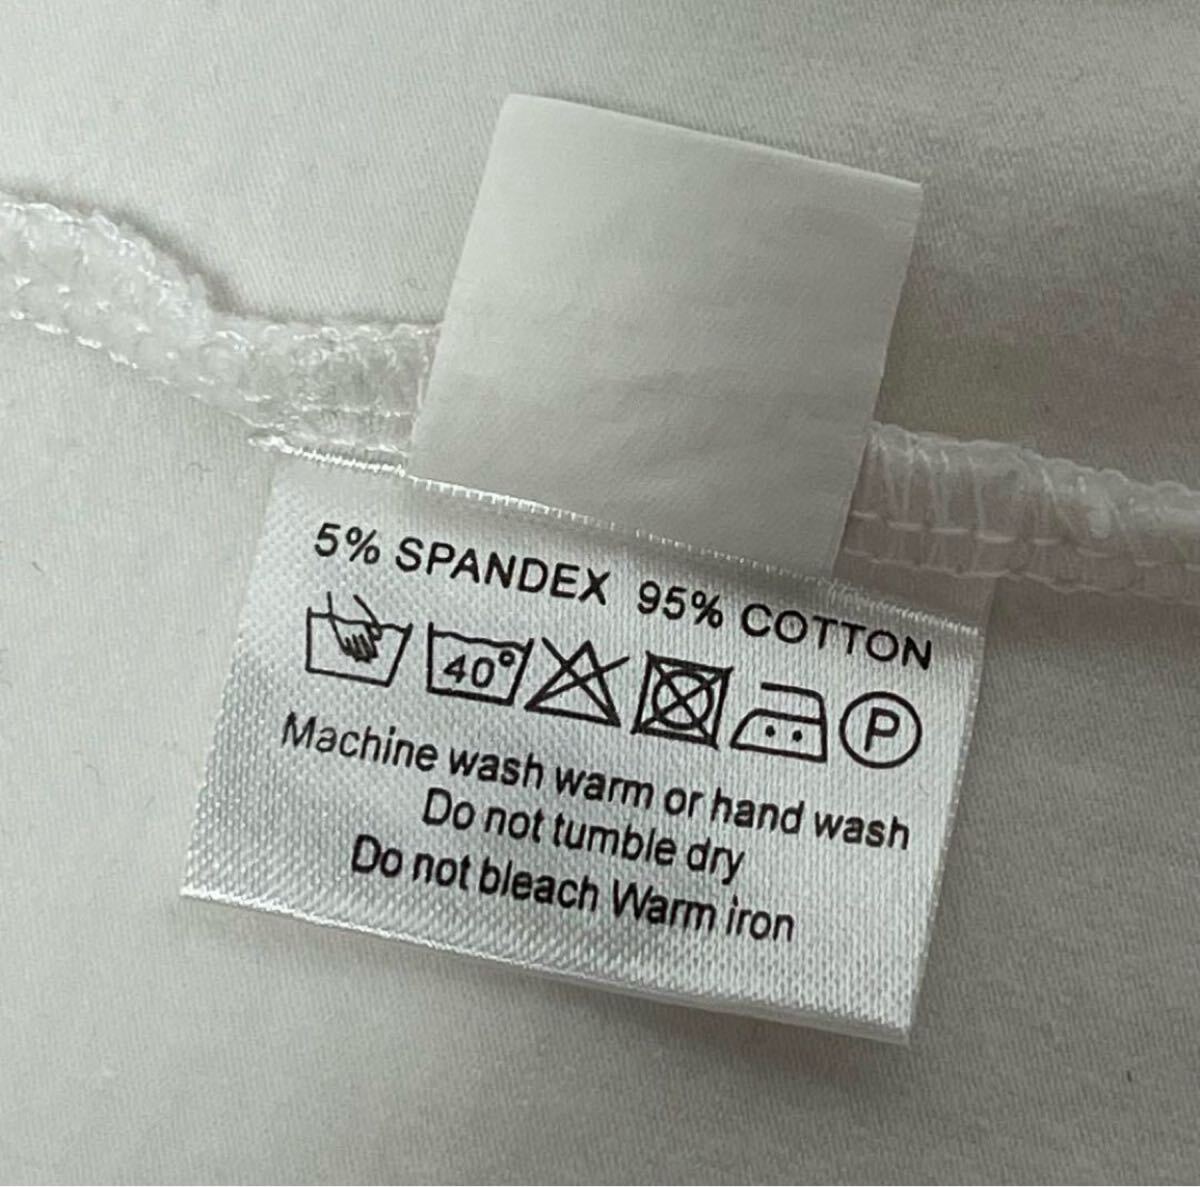 5% SPANDEX 95% COTTON
40° P
Machine wash warm or hand wash
Do not tumble dry
Do not bleach Warm iron